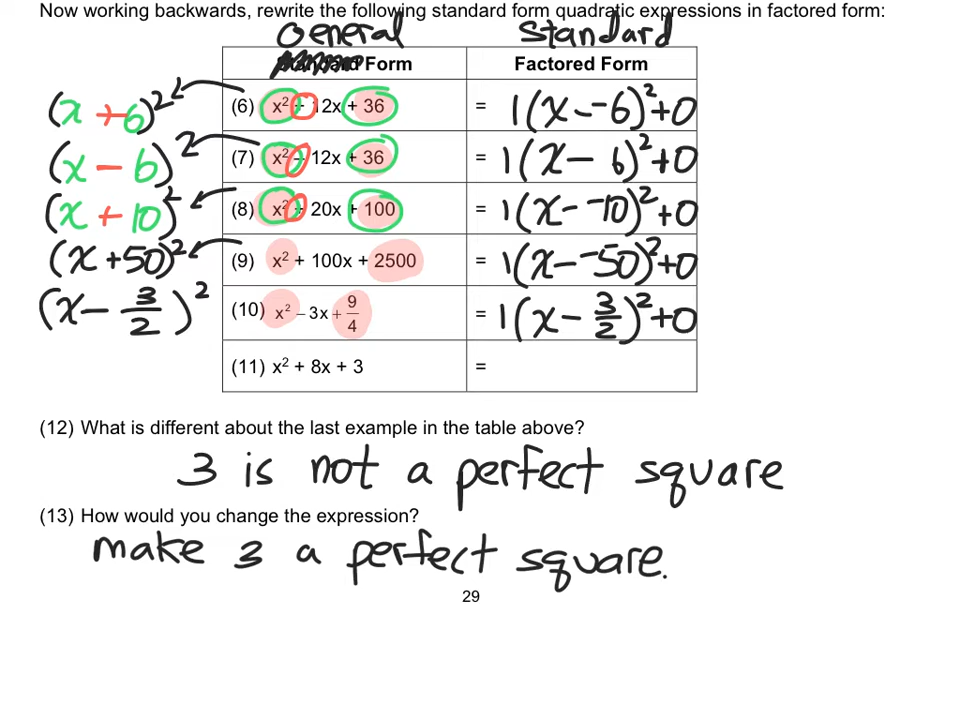 Now working backwards, rewrite the following standard form quadratic expressions in factored form:
General Standard
Form Factored Form
(x + 6)² (6) x² + 12x + 36 = 1(x - -6)² + 0
(x - 6)² (7) x² - 12x + 36 = 1(x - 6)² + 0
(x + 10)² (8) x² + 20x + 100 = 1(x - -10)² + 0
(x + 50)² (9) x² + 100x + 2500 = 1(x - -50)² + 0
(x - 3/2)² (10) x² - 3x + 9/4 = 1(x - 3/2)² + 0
(11) x² + 8x + 3 =
(12) What is different about the last example in the table above?
3 is not a perfect square
(13) How would you change the expression?
make 3 a perfect square.
29